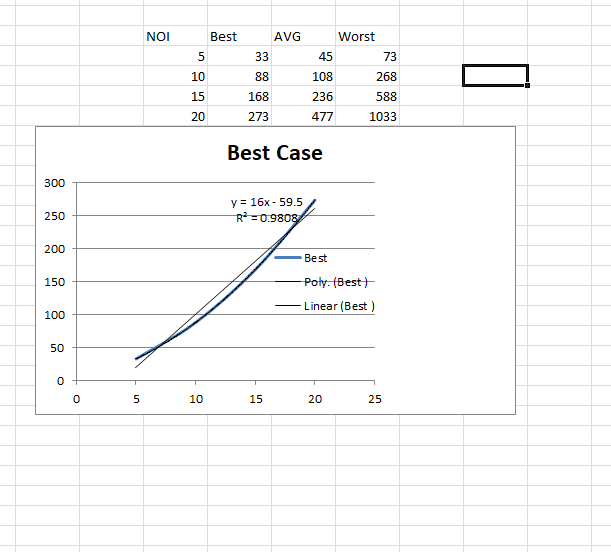 NOI Best AVG Worst
5 33 45 73
10 88 108 268
15 168 236 588
20 273 477 1033
Best Case
300
250
200
150
100
50
0
y = 16x - 59.5
R² = 0.9808
Best
Poly. (Best )
Linear (Best )
0 5 10 15 20 25